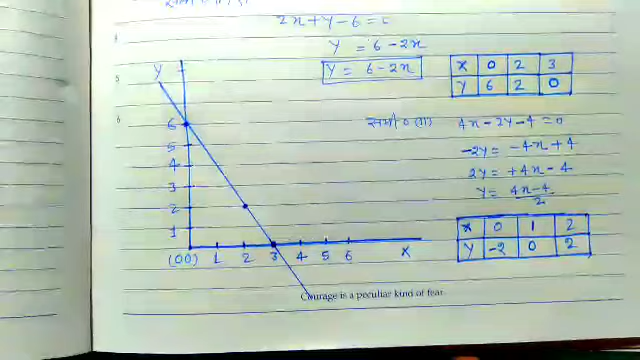 2x+y-6=0
y = 6-2x
y = 6-2x
X 0 2 3
Y 6 2 0
Y
6
5
4
3
2
1
(00) 1 2 3 4 5 6 X
4x-2y-4=0
-2y= -4x+4
2y= +4x-4
y= 4x-4/2
X 0 1 2
Y -2 0 2
Courage is a peculiar kind of fear